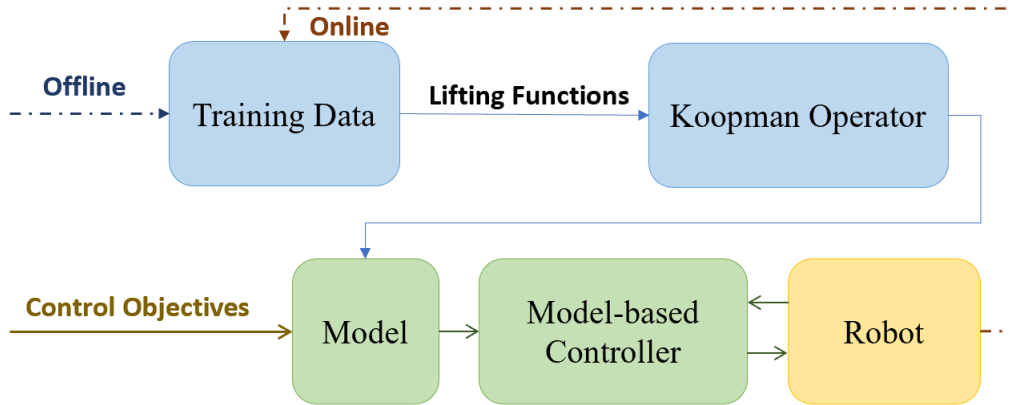 Online
Offline
Training Data
Lifting Functions
Koopman Operator
Control Objectives
Model
Model-based
Controller
Robot